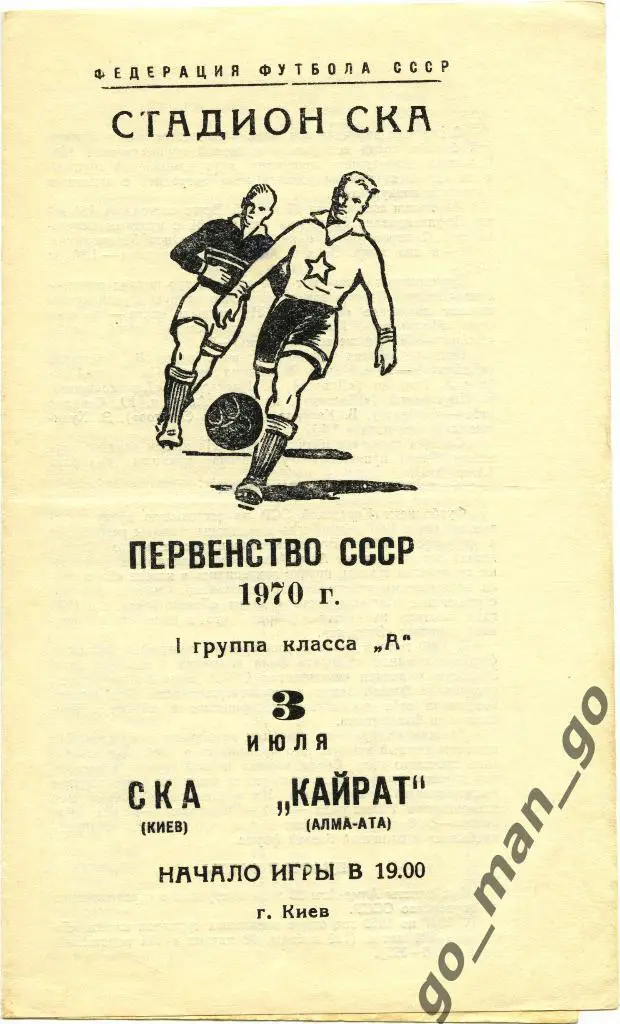 ФЕДЕРАЦИЯ ФУТБОЛА СССР
СТАДИОН СКА
ПЕРВЕНСТВО СССР
1970 г.
I группа класса „А"
3
ИЮЛЯ
СКА „КАЙРАТ"
(КИЕВ) (АЛМА-АТА)
НАЧАЛО ИГРЫ В 19.00
г. Киев
go_man_go